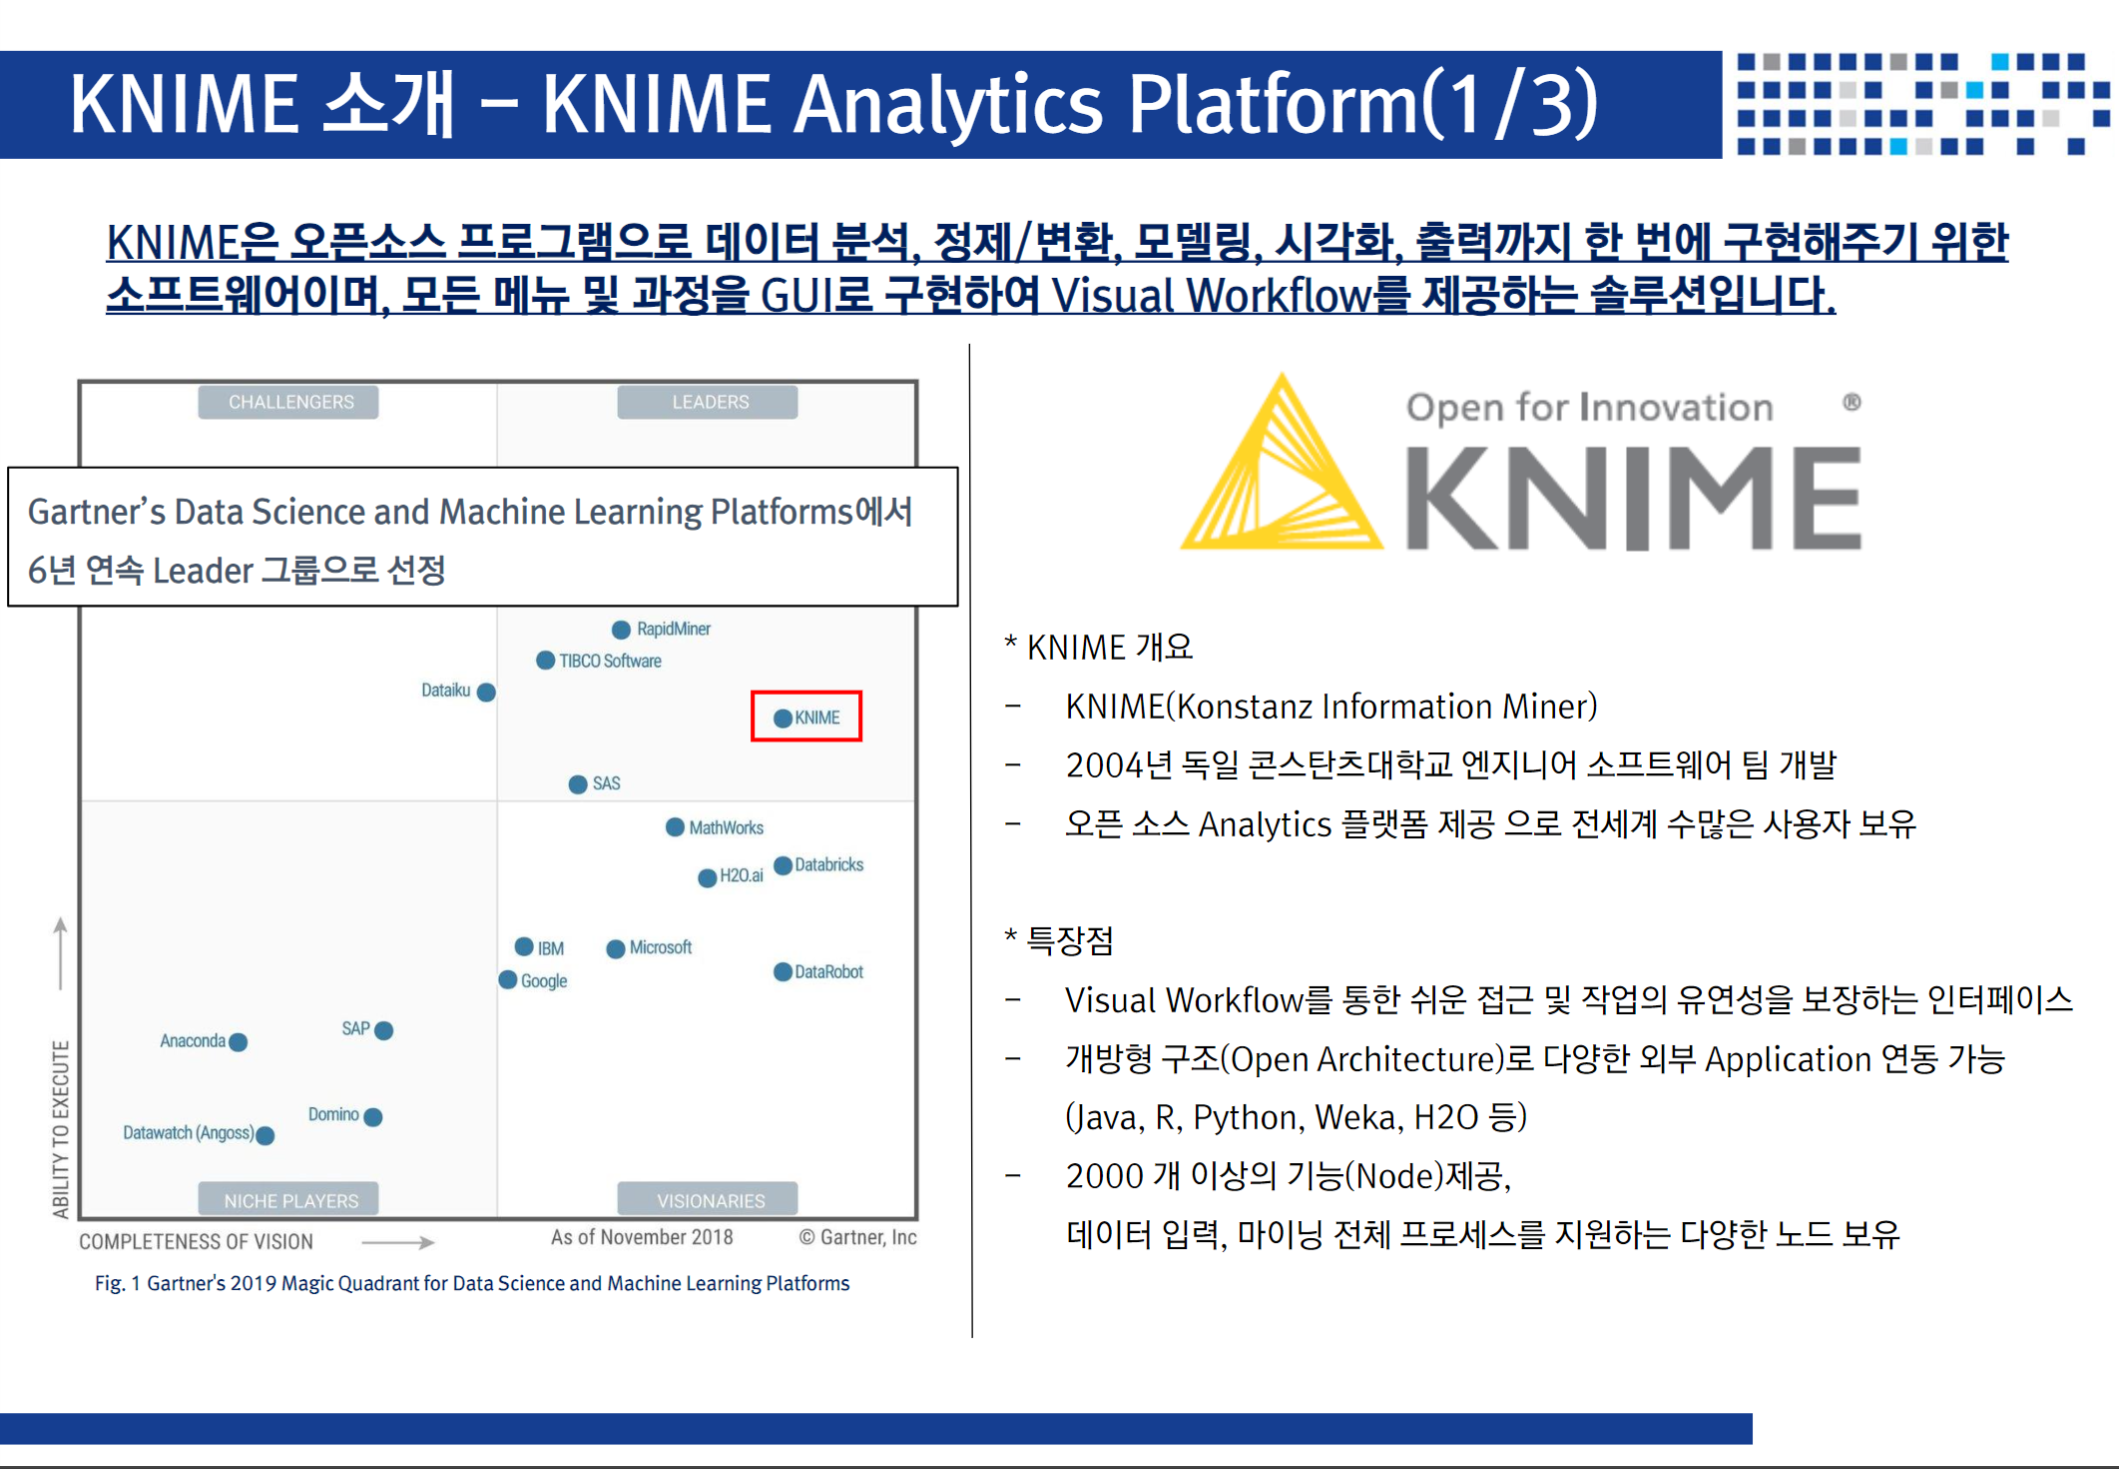 KNIME 소개 – KNIME Analytics Platform(1/3)
KNIME은 오픈소스 프로그램으로 데이터 분석, 정제/변환, 모델링, 시각화, 출력까지 한 번에 구현해주기 위한
소프트웨어이며, 모든 메뉴 및 과정을 GUI로 구현하여 Visual Workflow를 제공하는 솔루션입니다.
CHALLENGERS
LEADERS
Gartner’s Data Science and Machine Learning Platforms에서
6년 연속 Leader 그룹으로 선정
RapidMiner
TIBCO Software
Dataiku
KNIME
SAS
MathWorks
Databricks
H2O.ai
IBM
Microsoft
DataRobot
Google
SAP
Anaconda
Domino
Datawatch (Angoss)
NICHE PLAYERS
VISIONARIES
ABILITY TO EXECUTE
COMPLETENESS OF VISION
As of November 2018
© Gartner, Inc
Fig. 1 Gartner's 2019 Magic Quadrant for Data Science and Machine Learning Platforms
Open for Innovation ®
KNIME
* KNIME 개요
– KNIME(Konstanz Information Miner)
– 2004년 독일 콘스탄츠대학교 엔지니어 소프트웨어 팀 개발
– 오픈 소스 Analytics 플랫폼 제공 으로 전세계 수많은 사용자 보유
* 특장점
– Visual Workflow를 통한 쉬운 접근 및 작업의 유연성을 보장하는 인터페이스
– 개방형 구조(Open Architecture)로 다양한 외부 Application 연동 가능
(Java, R, Python, Weka, H2O 등)
– 2000 개 이상의 기능(Node)제공,
데이터 입력, 마이닝 전체 프로세스를 지원하는 다양한 노드 보유